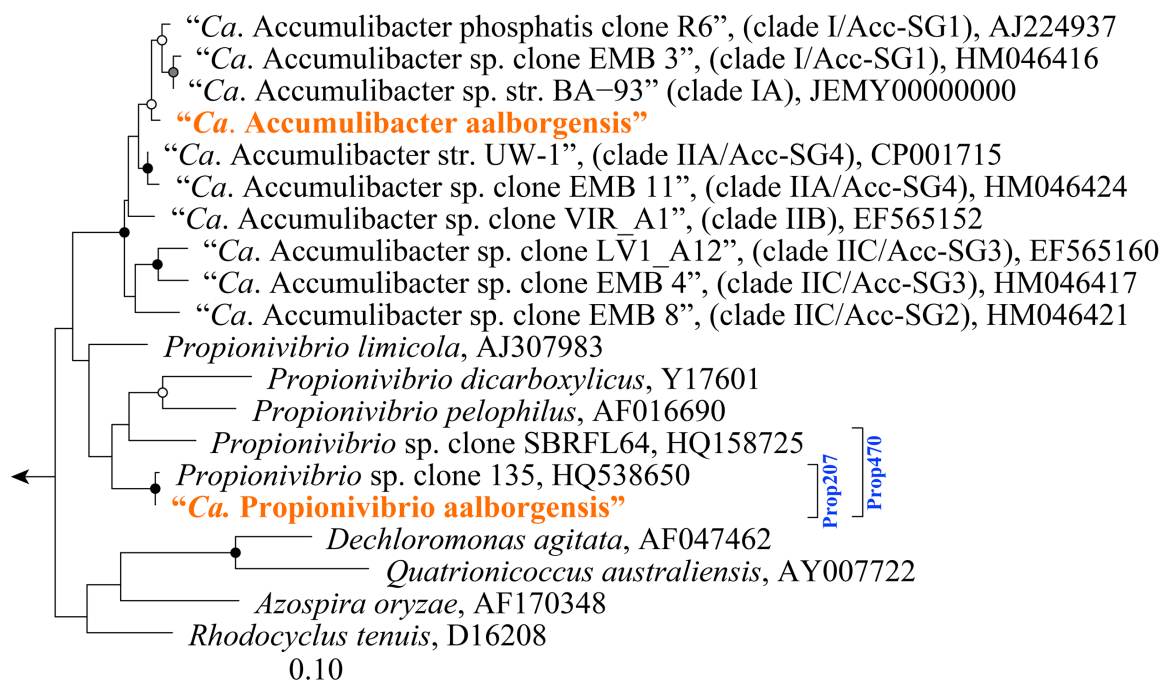 “Ca. Accumulibacter phosphatis clone R6”, (clade I/Acc-SG1), AJ224937
“Ca. Accumulibacter sp. clone EMB 3”, (clade I/Acc-SG1), HM046416
“Ca. Accumulibacter sp. str. BA−93” (clade IA), JEMY00000000
“Ca. Accumulibacter aalborgensis”
“Ca. Accumulibacter str. UW-1”, (clade IIA/Acc-SG4), CP001715
“Ca. Accumulibacter sp. clone EMB 11”, (clade IIA/Acc-SG4), HM046424
“Ca. Accumulibacter sp. clone VIR_A1”, (clade IIB), EF565152
“Ca. Accumulibacter sp. clone LV1_A12”, (clade IIC/Acc-SG3), EF565160
“Ca. Accumulibacter sp. clone EMB 4”, (clade IIC/Acc-SG3), HM046417
“Ca. Accumulibacter sp. clone EMB 8”, (clade IIC/Acc-SG2), HM046421
Propionivibrio limicola, AJ307983
Propionivibrio dicarboxylicus, Y17601
Propionivibrio pelophilus, AF016690
Propionivibrio sp. clone SBRFL64, HQ158725
Propionivibrio sp. clone 135, HQ538650
“Ca. Propionivibrio aalborgensis”
Prop207
Prop470
Dechloromonas agitata, AF047462
Quatrionicoccus australiensis, AY007722
Azospira oryzae, AF170348
Rhodocyclus tenuis, D16208
0.10